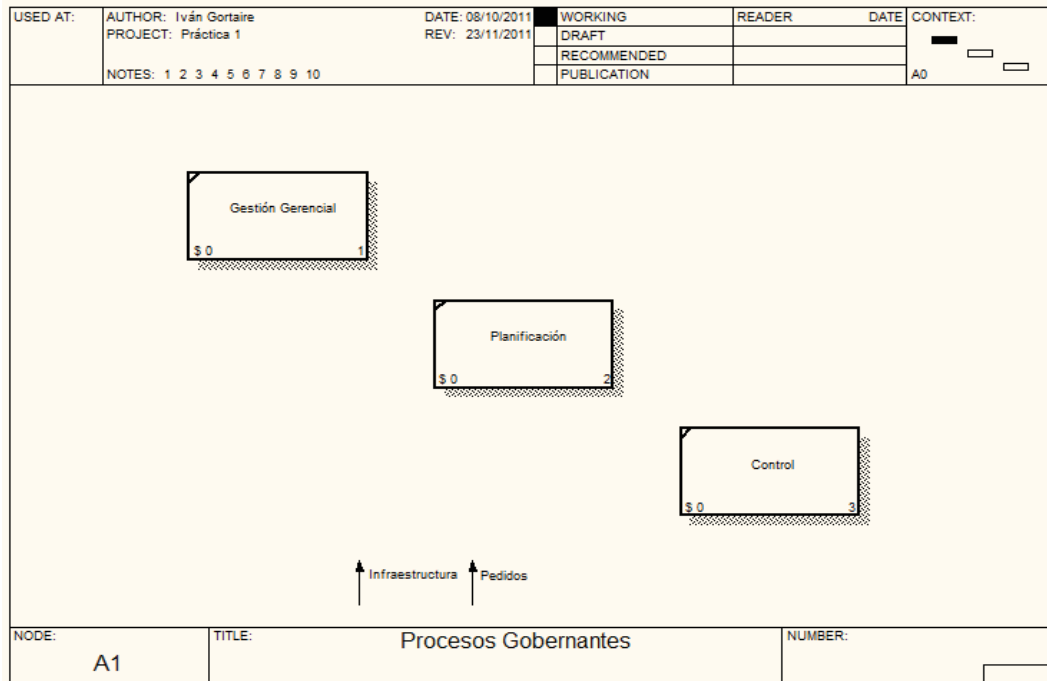 USED AT:
AUTHOR: Iván Gortaire
DATE: 08/10/2011
WORKING
READER
DATE
CONTEXT:
PROJECT: Práctica 1
REV: 23/11/2011
DRAFT
RECOMMENDED
NOTES: 1 2 3 4 5 6 7 8 9 10
PUBLICATION
A0
Gestión Gerencial
$ 0
1
Planificación
$ 0
2
Control
$ 0
3
Infraestructura
Pedidos
NODE:
TITLE:
Procesos Gobernantes
NUMBER:
A1